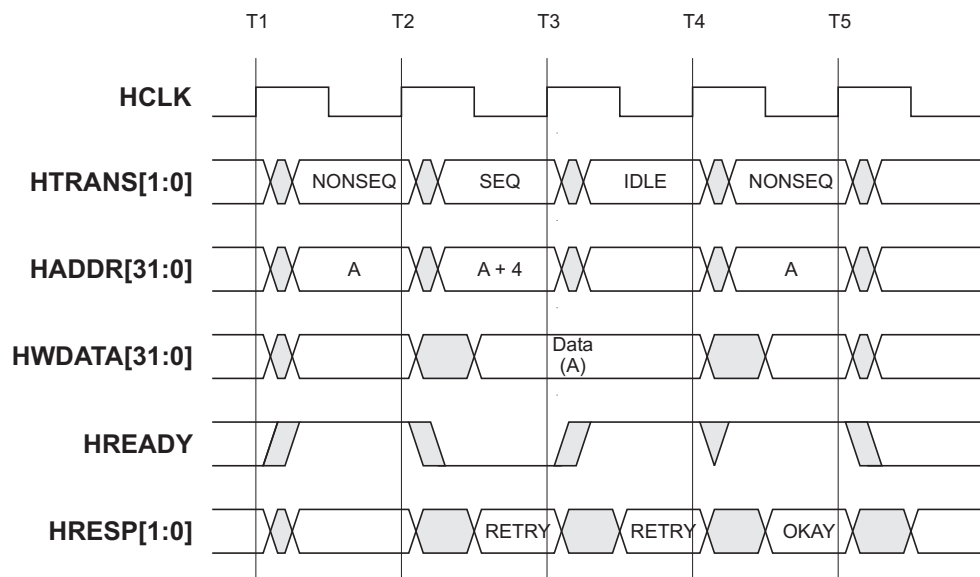 T1 T2 T3 T4 T5
HCLK
HTRANS[1:0] NONSEQ SEQ IDLE NONSEQ
HADDR[31:0] A A + 4 A
HWDATA[31:0] Data
(A)
HREADY
HRESP[1:0] RETRY RETRY OKAY